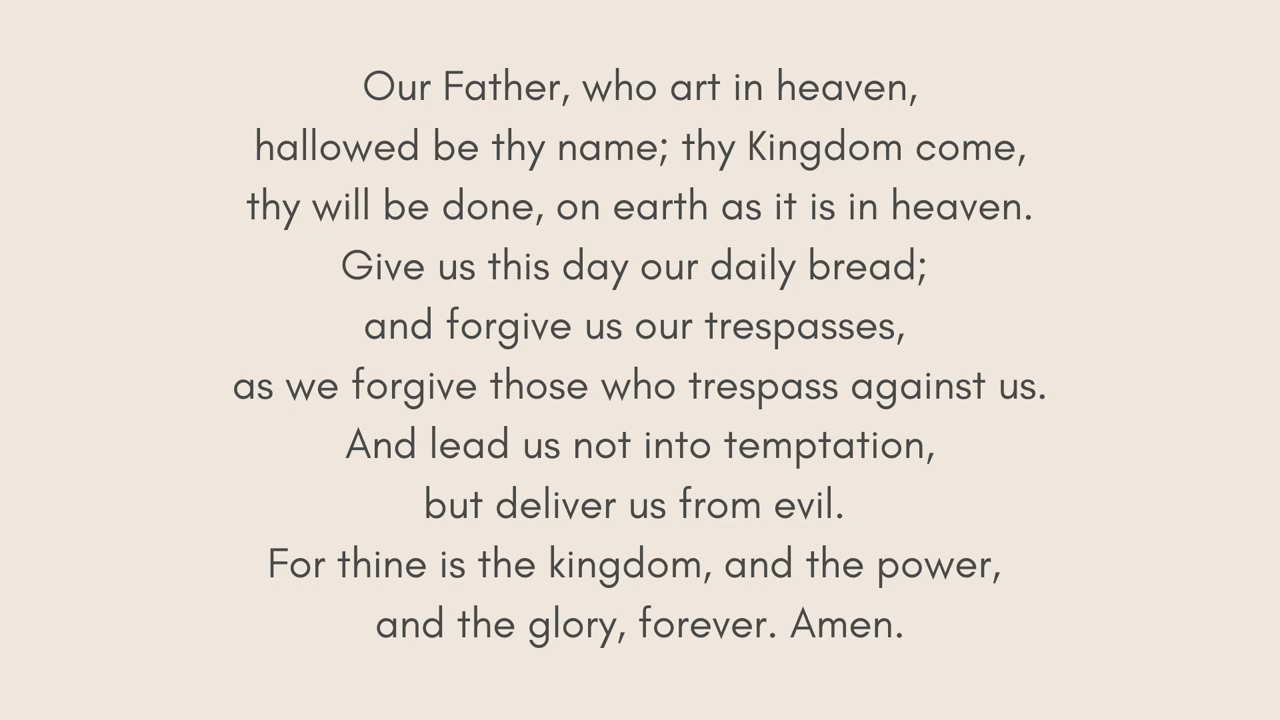 Our Father, who art in heaven,
hallowed be thy name; thy Kingdom come,
thy will be done, on earth as it is in heaven.
Give us this day our daily bread;
and forgive us our trespasses,
as we forgive those who trespass against us.
And lead us not into temptation,
but deliver us from evil.
For thine is the kingdom, and the power,
and the glory, forever. Amen.